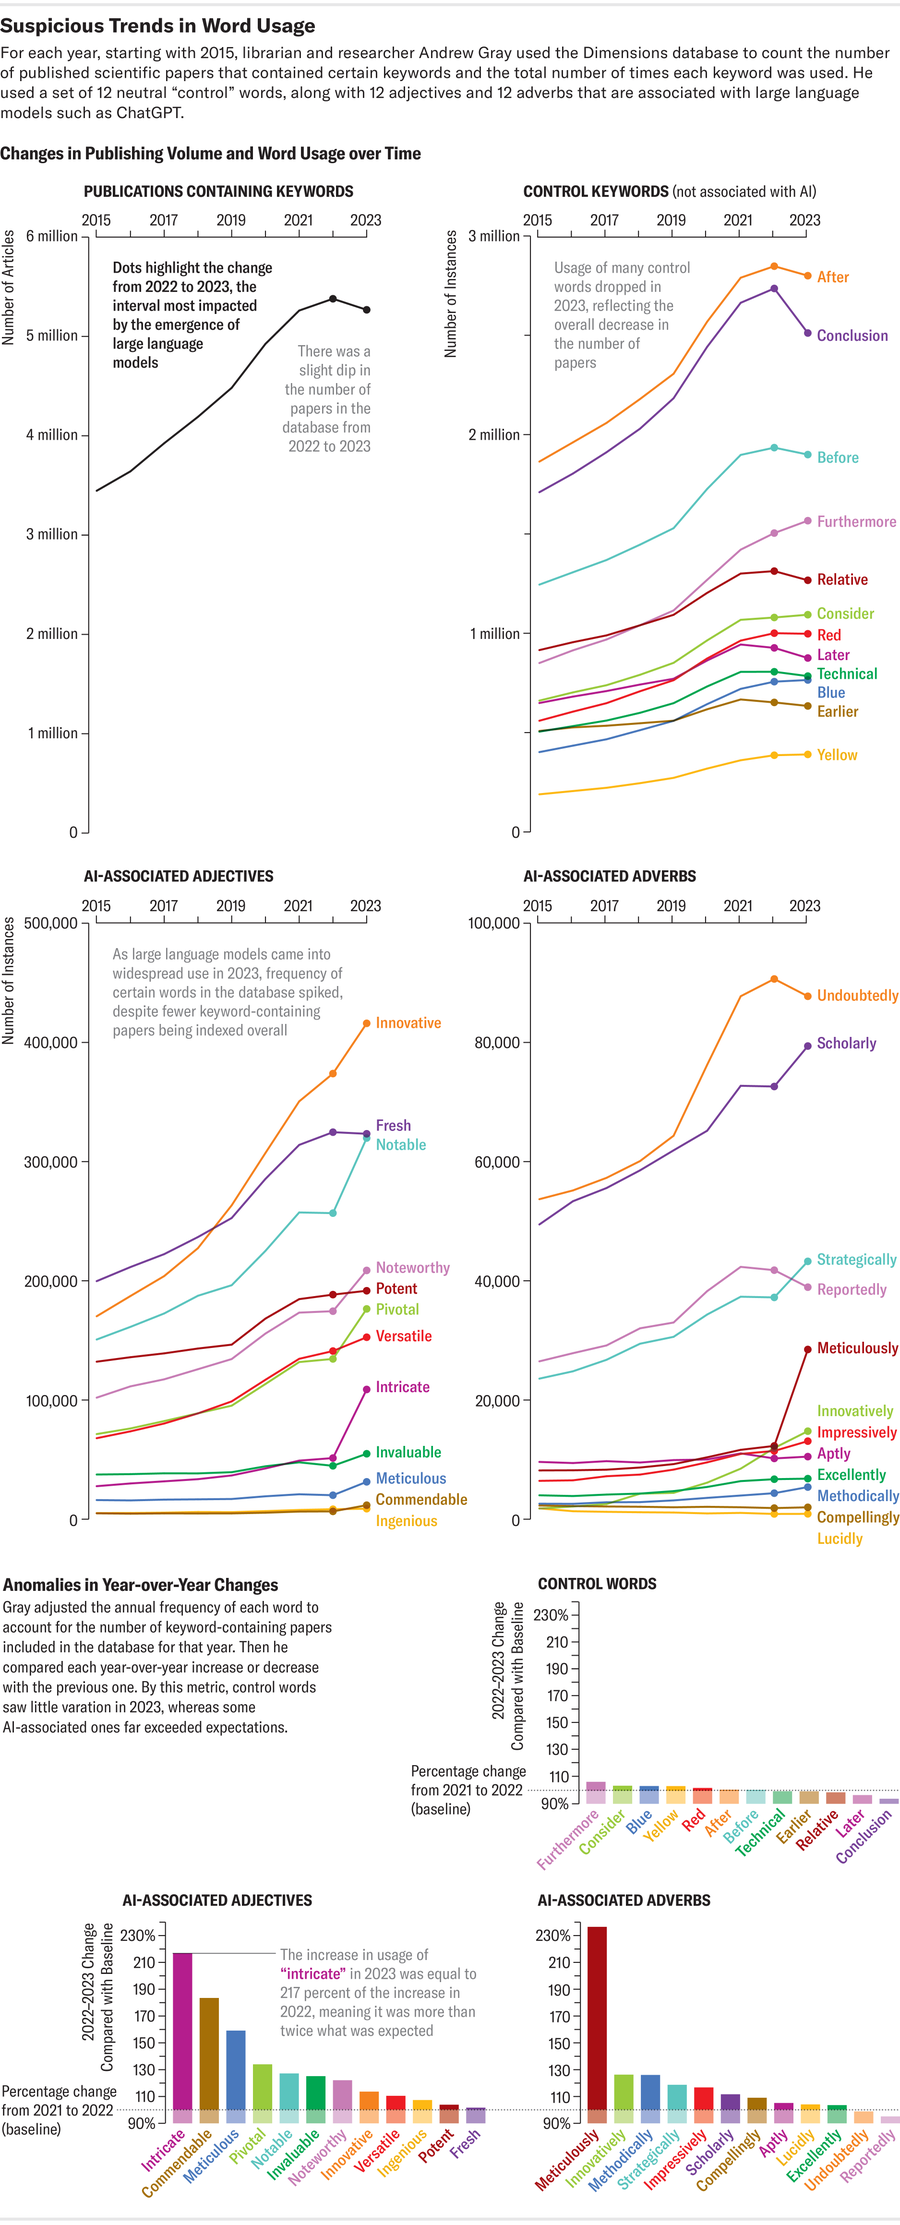 Suspicious Trends in Word Usage
For each year, starting with 2015, librarian and researcher Andrew Gray used the Dimensions database to count the number
of published scientific papers that contained certain keywords and the total number of times each keyword was used. He
used a set of 12 neutral “control” words, along with 12 adjectives and 12 adverbs that are associated with large language
models such as ChatGPT.
Changes in Publishing Volume and Word Usage over Time
PUBLICATIONS CONTAINING KEYWORDS
2015 2017 2019 2021 2023
Number of Articles
6 million
5 million
4 million
3 million
2 million
1 million
0
Dots highlight the change
from 2022 to 2023, the
interval most impacted
by the emergence of
large language
models
There was a
slight dip in
the number of
papers in the
database from
2022 to 2023
CONTROL KEYWORDS (not associated with AI)
2015 2017 2019 2021 2023
Number of Instances
3 million
2 million
1 million
0
Usage of many control
words dropped in
2023, reflecting the
overall decrease in
the number of
papers
After
Conclusion
Before
Furthermore
Relative
Consider
Red
Later
Technical
Blue
Earlier
Yellow
AI-ASSOCIATED ADJECTIVES
2015 2017 2019 2021 2023
Number of Instances
500,000
400,000
300,000
200,000
100,000
0
As large language models came into
widespread use in 2023, frequency of
certain words in the database spiked,
despite fewer keyword-containing
papers being indexed overall
Innovative
Fresh
Notable
Noteworthy
Potent
Pivotal
Versatile
Intricate
Invaluable
Meticulous
Commendable
Ingenious
AI-ASSOCIATED ADVERBS
2015 2017 2019 2021 2023
100,000
80,000
60,000
40,000
20,000
0
Undoubtedly
Scholarly
Strategically
Reportedly
Meticulously
Innovatively
Impressively
Aptly
Excellently
Methodically
Compellingly
Lucidly
Anomalies in Year-over-Year Changes
Gray adjusted the annual frequency of each word to
account for the number of keyword-containing papers
included in the database for that year. Then he
compared each year-over-year increase or decrease
with the previous one. By this metric, control words
saw little varation in 2023, whereas some
AI-associated ones far exceeded expectations.
CONTROL WORDS
2022–2023 Change
Compared with Baseline
230%
210
190
170
150
130
110
90%
Percentage change
from 2021 to 2022
(baseline)
Furthermore
Consider
Blue
Yellow
Red
After
Before
Technical
Earlier
Relative
Later
Conclusion
AI-ASSOCIATED ADJECTIVES
2022–2023 Change
Compared with Baseline
230%
210
190
170
150
130
110
90%
The increase in usage of
“intricate” in 2023 was equal to
217 percent of the increase in
2022, meaning it was more than
twice what was expected
Percentage change
from 2021 to 2022
(baseline)
Intricate
Commendable
Meticulous
Pivotal
Notable
Invaluable
Noteworthy
Innovative
Versatile
Ingenious
Potent
Fresh
AI-ASSOCIATED ADVERBS
230%
210
190
170
150
130
110
90%
Meticulously
Innovatively
Methodically
Strategically
Impressively
Scholarly
Compellingly
Aptly
Lucidly
Excellently
Undoubtedly
Reportedly